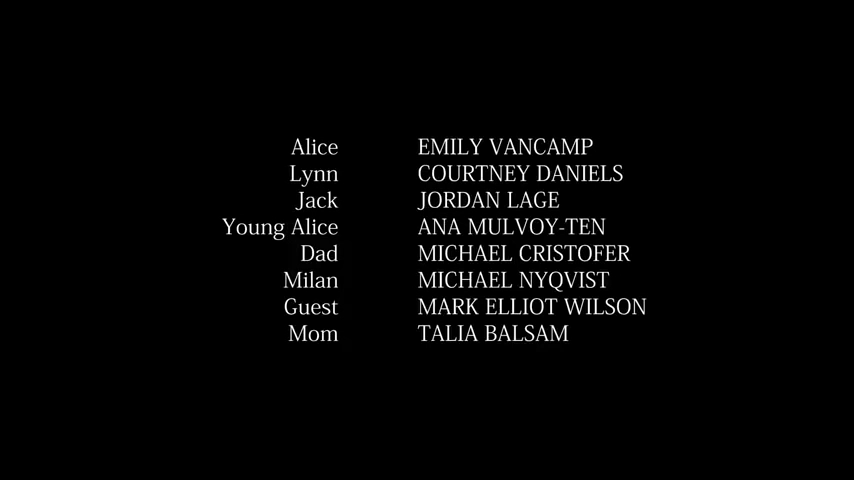 Alice EMILY VANCAMP
Lynn COURTNEY DANIELS
Jack JORDAN LAGE
Young Alice ANA MULVOY-TEN
Dad MICHAEL CRISTOFER
Milan MICHAEL NYQVIST
Guest MARK ELLIOT WILSON
Mom TALIA BALSAM